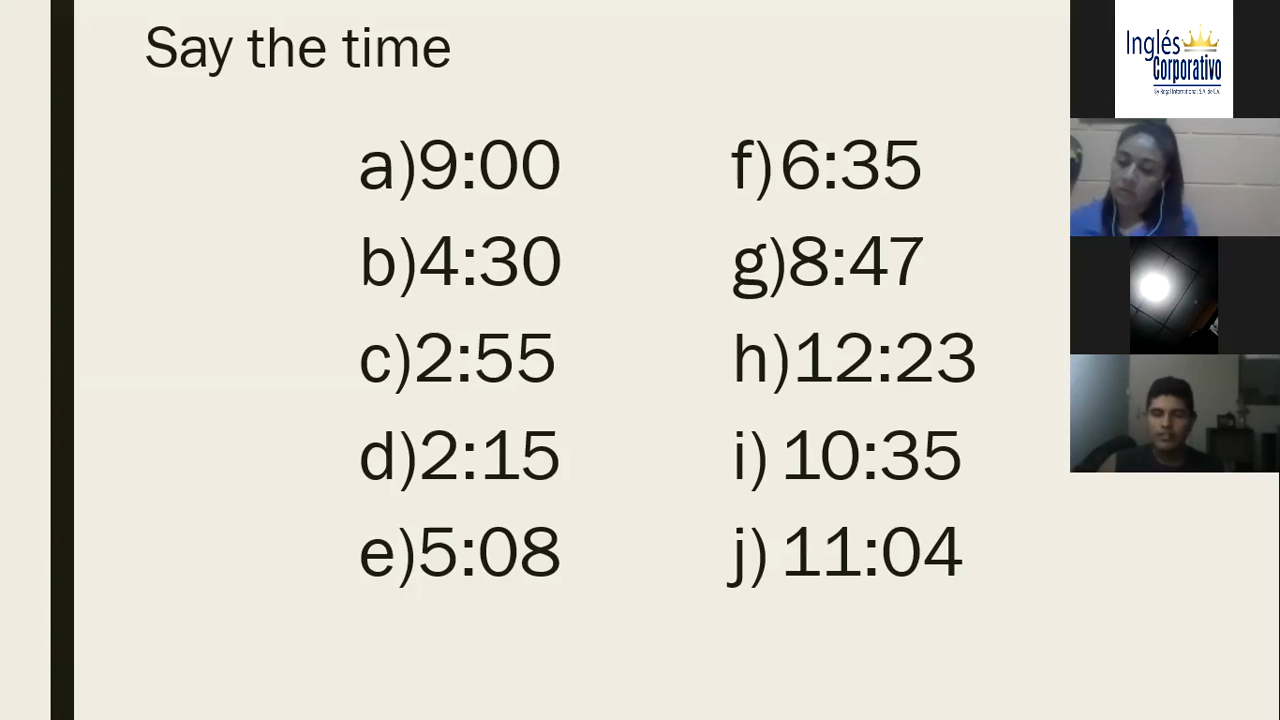 Say the time
a)9:00
b)4:30
c)2:55
d)2:15
e)5:08
f)6:35
g)8:47
h)12:23
i) 10:35
j) 11:04
Inglés
Corporativo